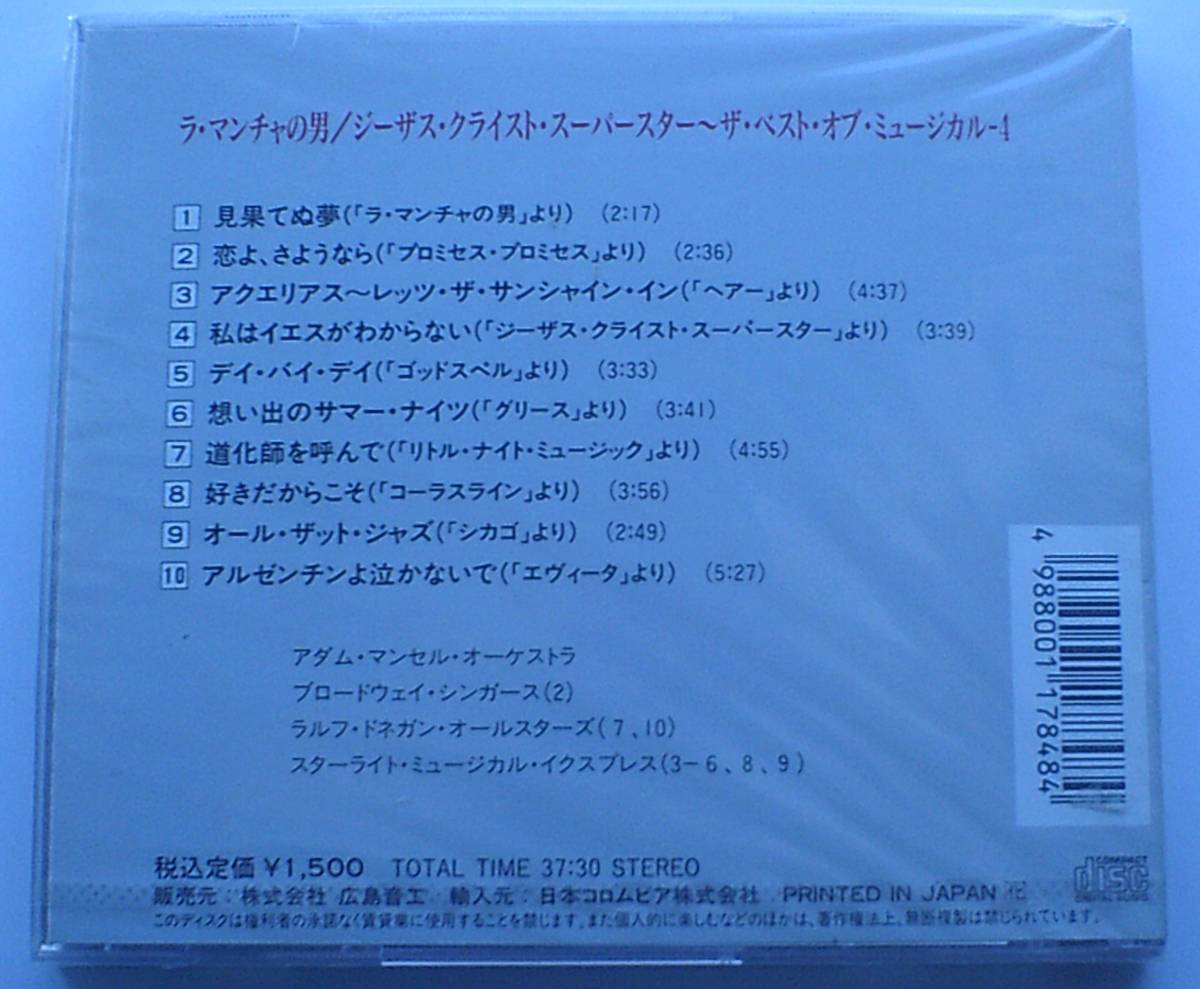 ラ・マンチャの男／ジーザス・クライスト・スーパースター〜ザ・ベスト・オブ・ミュージカル-4
1 見果てぬ夢(「ラ・マンチャの男」より) (2:17)
2 恋よ、さようなら(「プロミセス・プロミセス」より) (2:36)
3 アクエリアス〜レッツ・ザ・サンシャイン・イン(「ヘアー」より) (4:37)
4 私はイエスがわからない(「ジーザス・クライスト・スーパースター」より) (3:39)
5 デイ・バイ・デイ(「ゴッドスペル」より) (3:33)
6 想い出のサマー・ナイツ(「グリース」より) (3:41)
7 道化師を呼んで(「リトル・ナイト・ミュージック」より) (4:55)
8 好きだからこそ(「コーラスライン」より) (3:56)
9 オール・ザット・ジャズ(「シカゴ」より) (2:49)
10 アルゼンチンよ泣かないで(「エヴィータ」より) (5:27)
アダム・マンセル・オーケストラ
ブロードウェイ・シンガース(2)
ラルフ・ドネガン・オールスターズ(7、10)
スターライト・ミュージカル・イクスプレス(3-6、8、9)
4 988001 178484
税込定価 ¥1,500 TOTAL TIME 37:30 STEREO
販売元：株式会社 広島音工 輸入元：日本コロムビア株式会社 PRINTED IN JAPAN
このディスクは権利者の承諾なく賃貸業に使用することを禁じます。また個人的に楽しむなどのほかは、著作権法上、無断複製は禁じられています。
COMPACT
disc
DIGITAL AUDIO